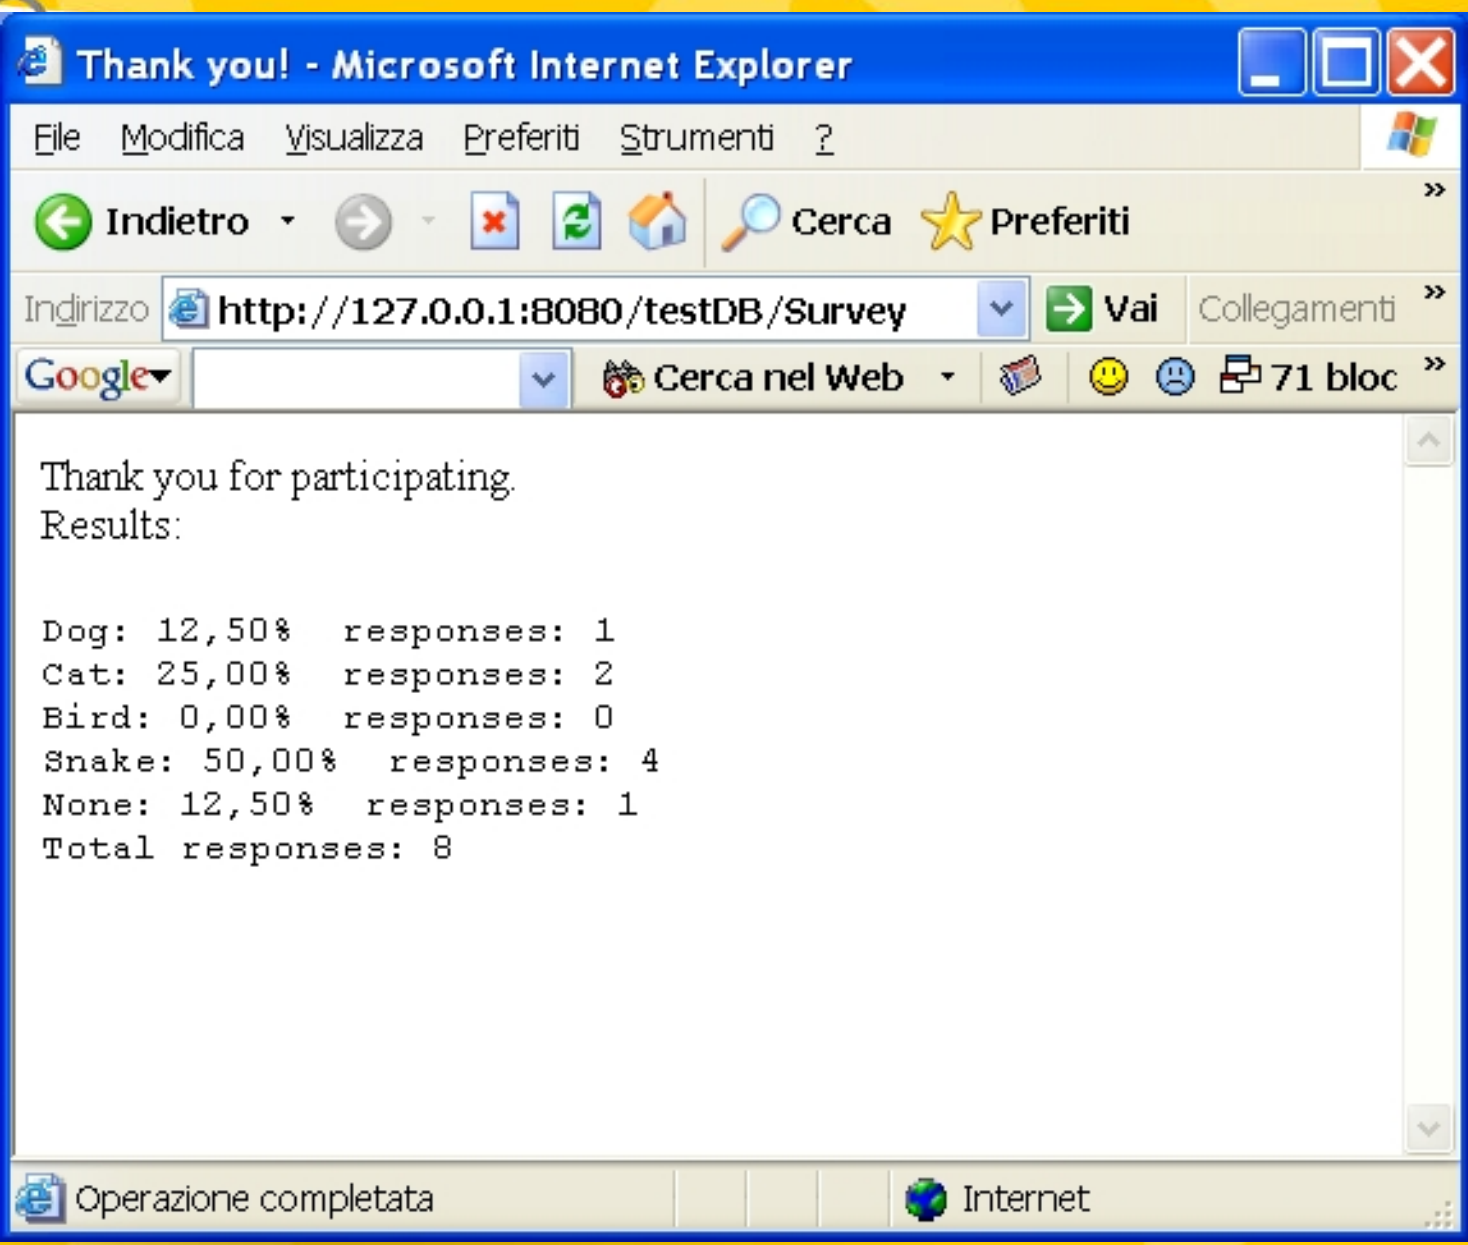 Thank you! - Microsoft Internet Explorer
File Modifica Visualizza Preferiti Strumenti ?
Indietro Cerca Preferiti »
Indirizzo http://127.0.0.1:8080/testDB/Survey Vai Collegamenti »
Google Cerca nel Web 71 bloc »
Thank you for participating.
Results:
Dog: 12,50% responses: 1
Cat: 25,00% responses: 2
Bird: 0,00% responses: 0
Snake: 50,00% responses: 4
None: 12,50% responses: 1
Total responses: 8
Operazione completata Internet